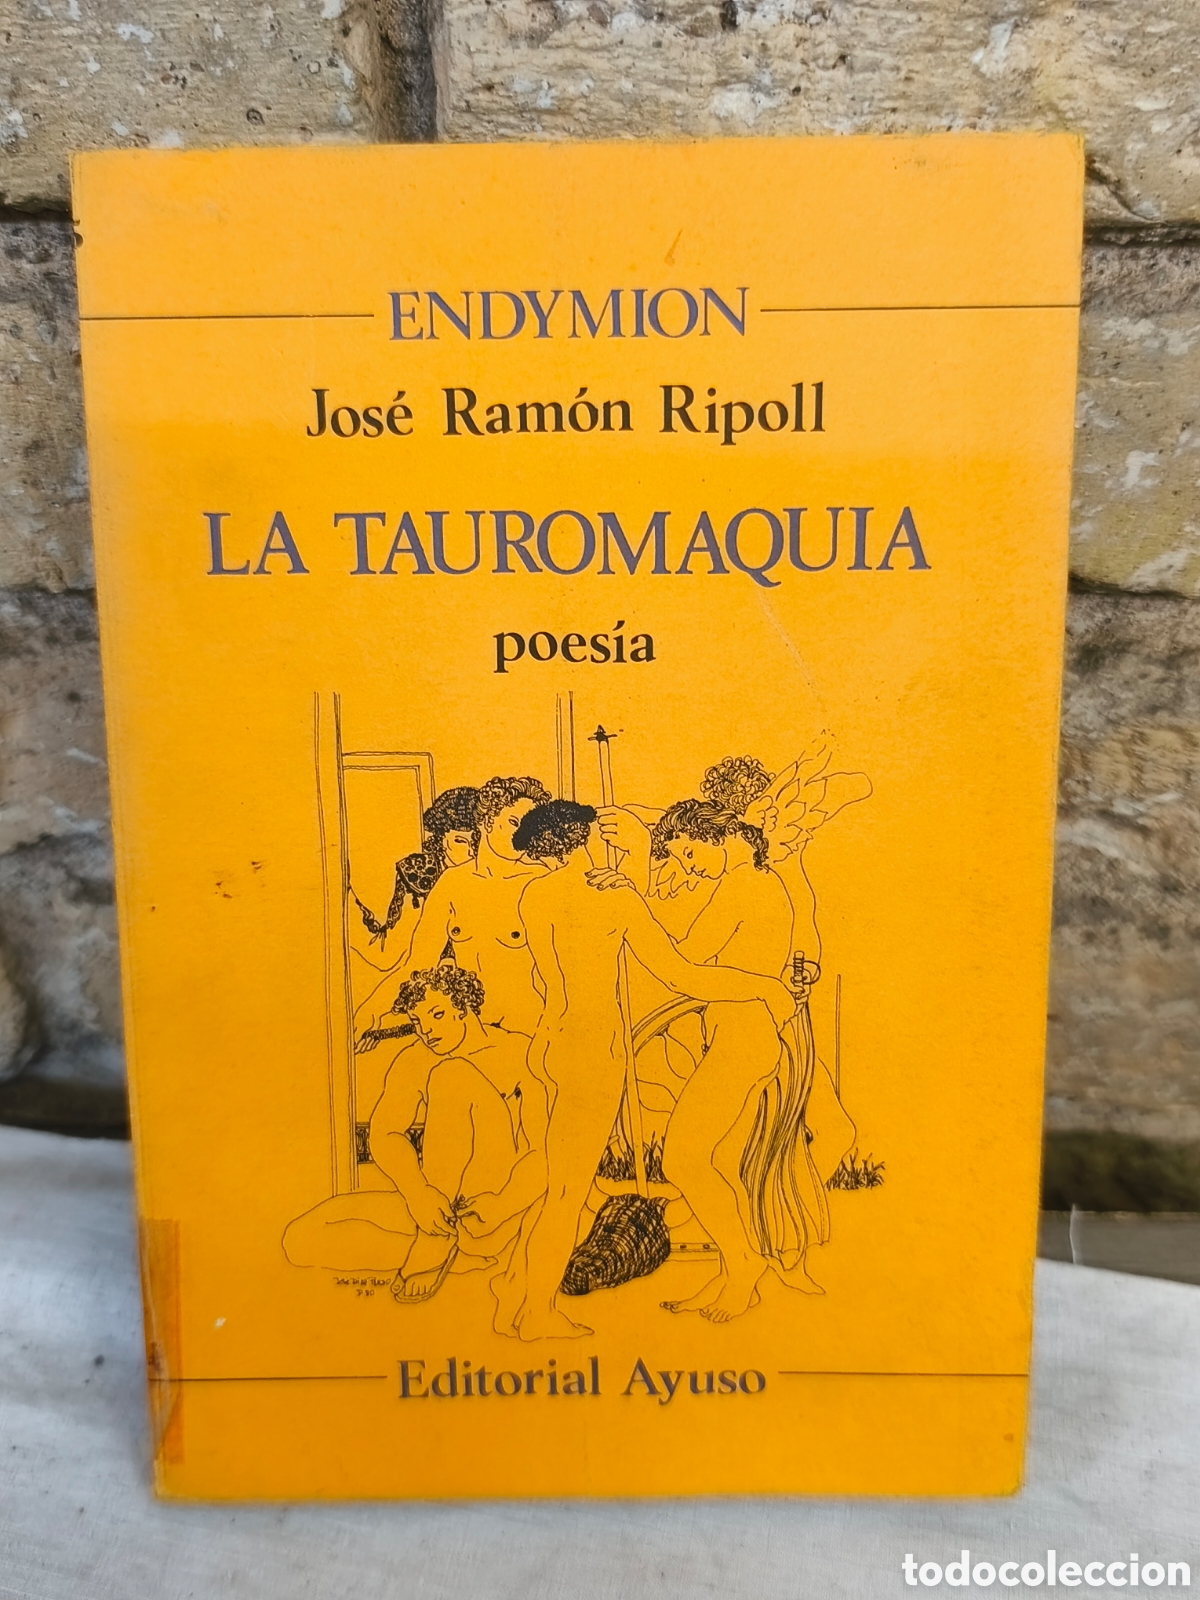 ENDYMION
José Ramón Ripoll
LA TAUROMAQUIA
poesía
Editorial Ayuso
todocoleccion